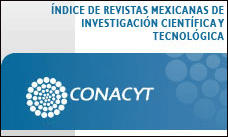 ÍNDICE DE REVISTAS MEXICANAS DE
INVESTIGACIÓN CIENTÍFICA Y
TECNOLÓGICA
CONACYT